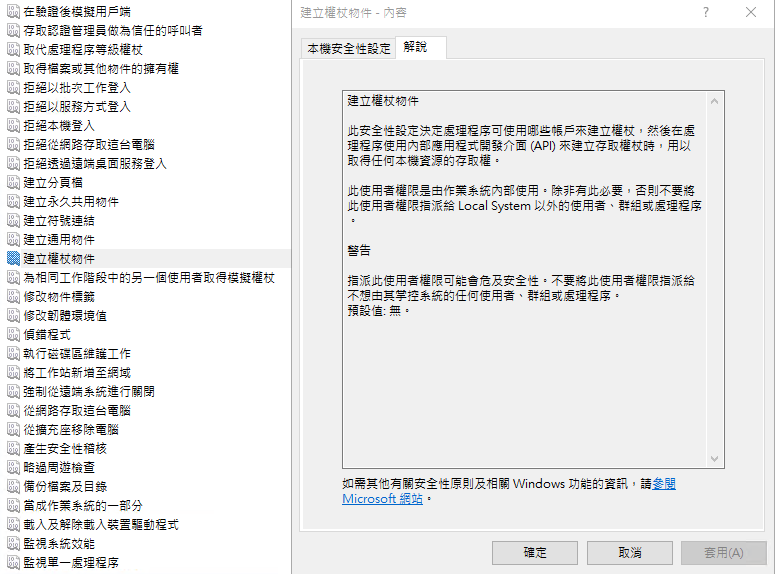 在驗證後模擬用戶端
存取認證管理員做為信任的呼叫者
取代處理程序等級權杖
取得檔案或其他物件的擁有權
拒絕以批次工作登入
拒絕以服務方式登入
拒絕本機登入
拒絕從網路存取這台電腦
拒絕透過遠端桌面服務登入
建立分頁檔
建立永久共用物件
建立符號連結
建立通用物件
建立權杖物件
為相同工作階段中的另一個使用者取得模擬權杖
修改物件標籤
修改韌體環境值
偵錯程式
執行磁碟區維護工作
將工作站新增至網域
強制從遠端系統進行關閉
從網路存取這台電腦
從擴充座移除電腦
產生安全性稽核
略過周遊檢查
備份檔案及目錄
當成作業系統的一部分
載入及解除載入裝置驅動程式
監視系統效能
監視單一處理程序
建立權杖物件 - 內容
?
本機安全性設定 解說
建立權杖物件
此安全性設定決定處理程序可使用哪些帳戶來建立權杖，然後在處
理程序使用內部應用程式開發介面 (API) 來建立存取權杖時，用以
取得任何本機資源的存取權。
此使用者權限是由作業系統內部使用。除非有此必要，否則不要將
此使用者權限指派給 Local System 以外的使用者、群組或處理程序
。
警告
指派此使用者權限可能會危及安全性。不要將此使用者權限指派給
不想由其掌控系統的任何使用者、群組或處理程序。
預設值: 無。
如需其他有關安全性原則及相關 Windows 功能的資訊，請參閱
Microsoft 網站。
確定 取消 套用(A)